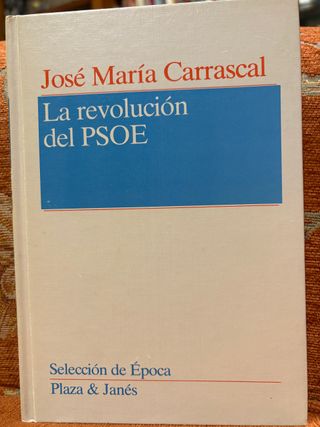 José María Carrascal
La revolución
del PSOE
Selección de Época
Plaza & Janés